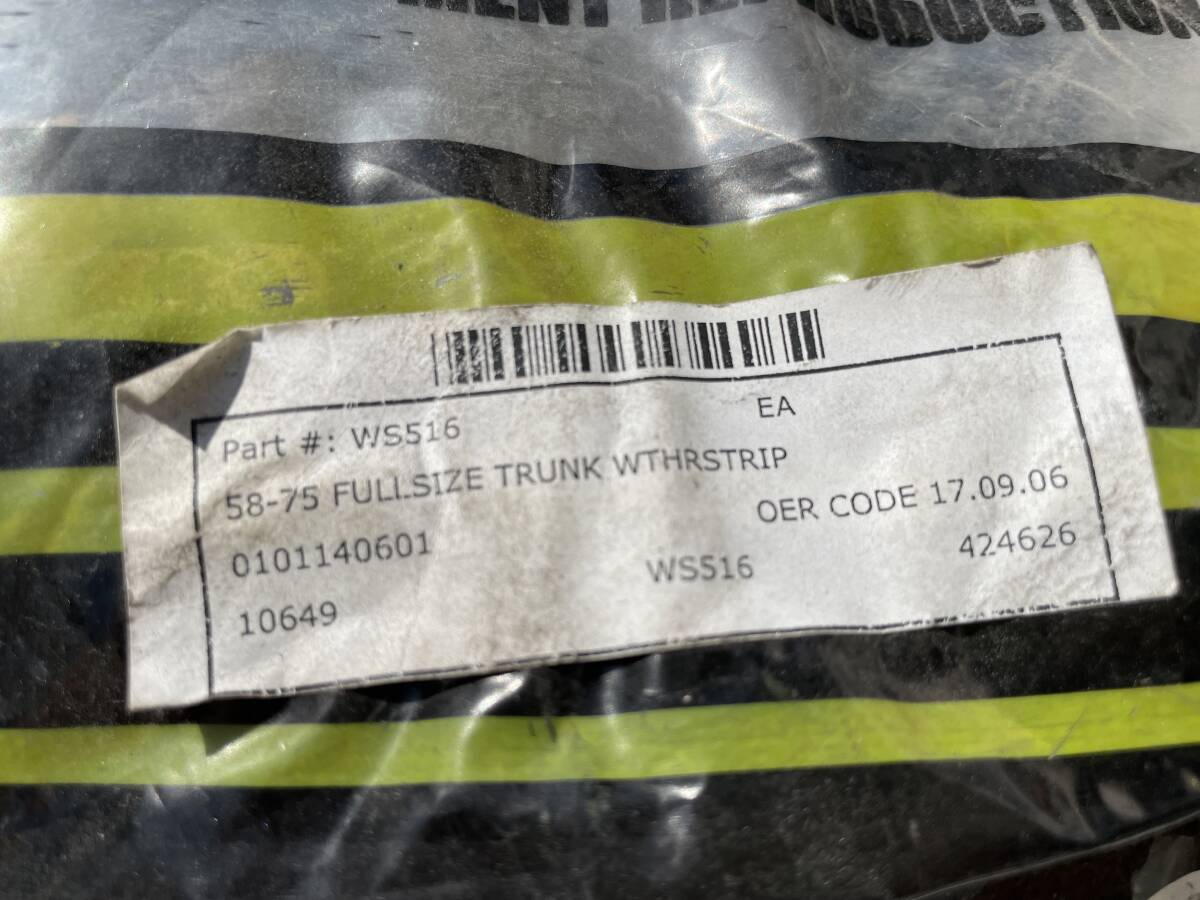 Part #: WS516 EA
58-75 FULLSIZE TRUNK WTHRSTRIP
0101140601 OER CODE 17.09.06
10649 WS516 424626